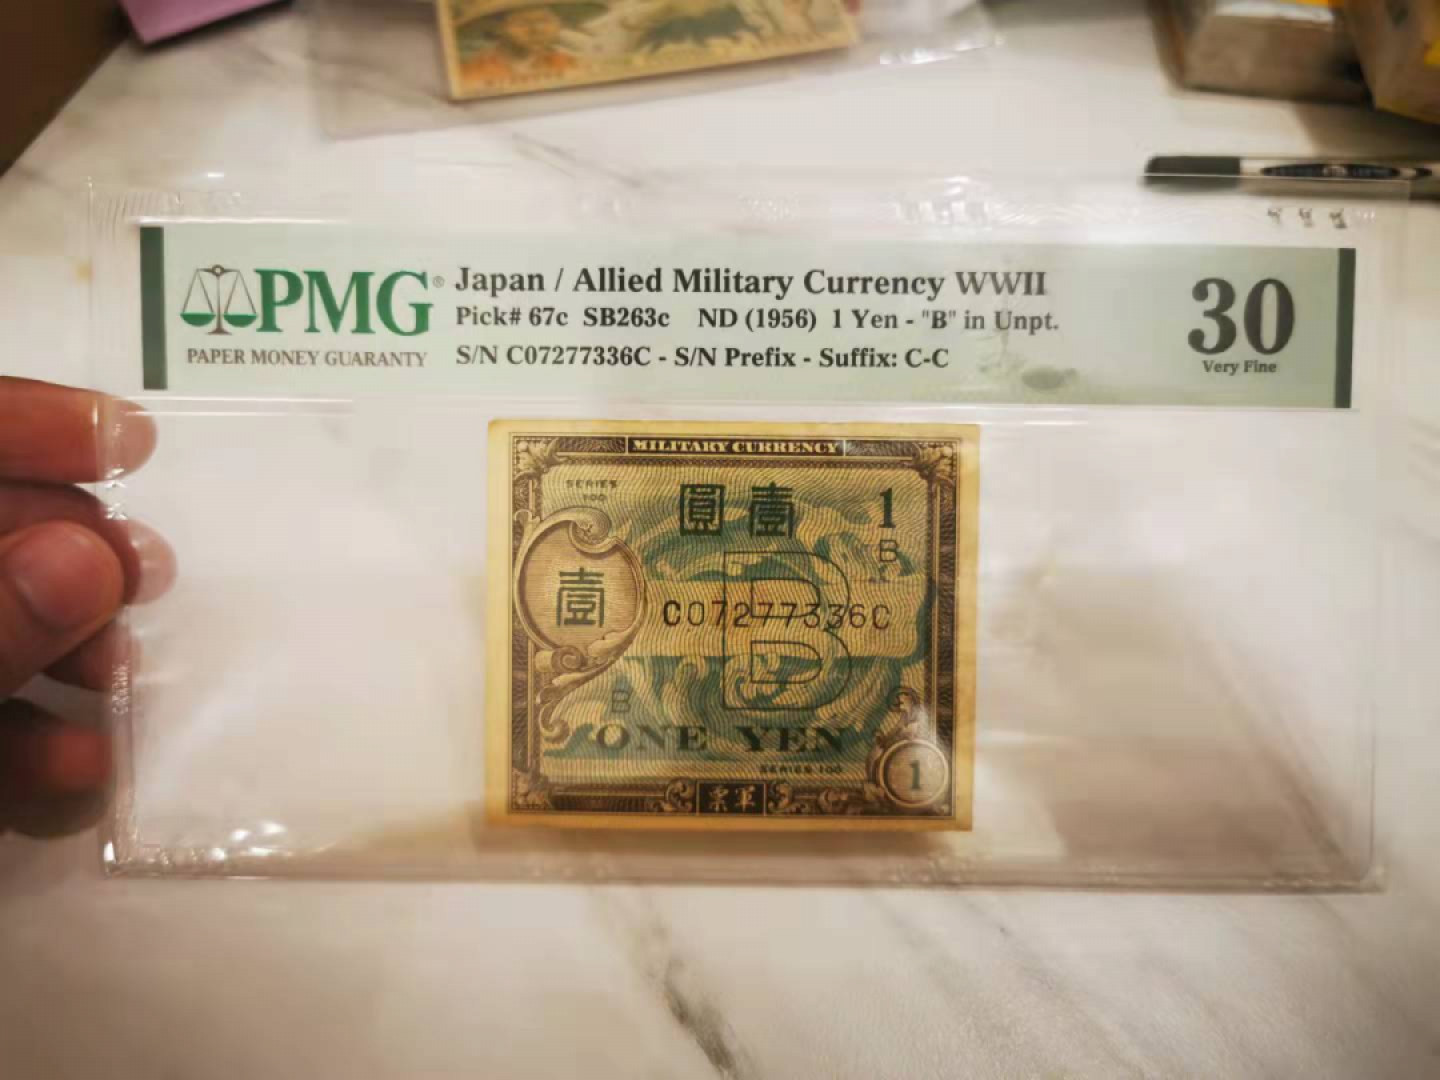 PMG®
PAPER MONEY GUARANTY
Japan / Allied Military Currency WWII
Pick# 67c SB263c ND (1956) 1 Yen - "B" in Unpt.
S/N C07277336C - S/N Prefix - Suffix: C-C
30
Very Fine
MILITARY CURRENCY
SERIES
100
圓壹
1
B
B
壹
C07277336C
B
ONE YEN
SERIES 100
1
票軍